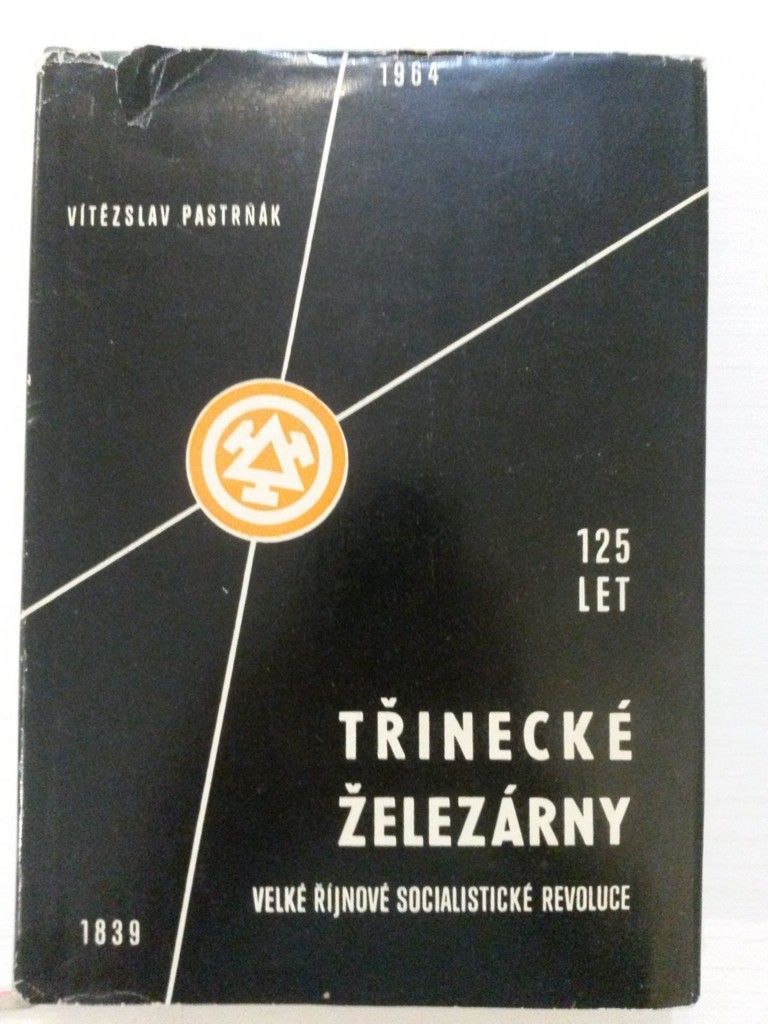 1964
VÍTĚZSLAV PASTRŇÁK
125
LET
TŘINECKÉ
ŽELEZÁRNY
VELKÉ ŘÍJNOVÉ SOCIALISTICKÉ REVOLUCE
1839